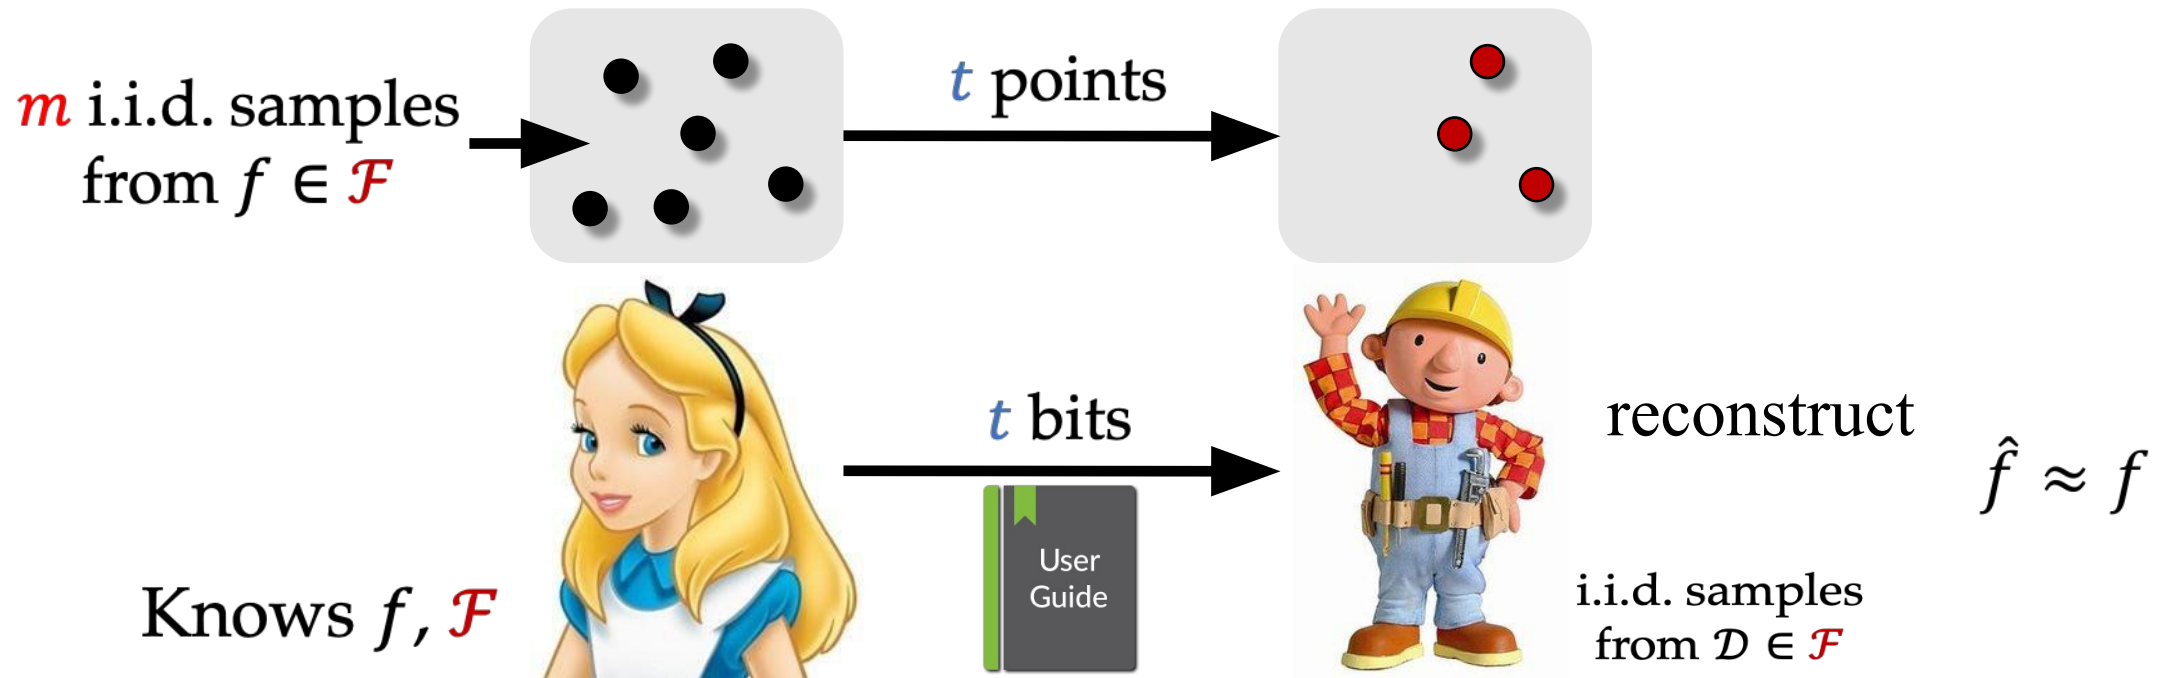 m i.i.d. samples
from f ∈ ℱ
t points
t bits
User
Guide
Knows f, ℱ
reconstruct
f̂ ≈ f
i.i.d. samples
from 𝒟 ∈ ℱ